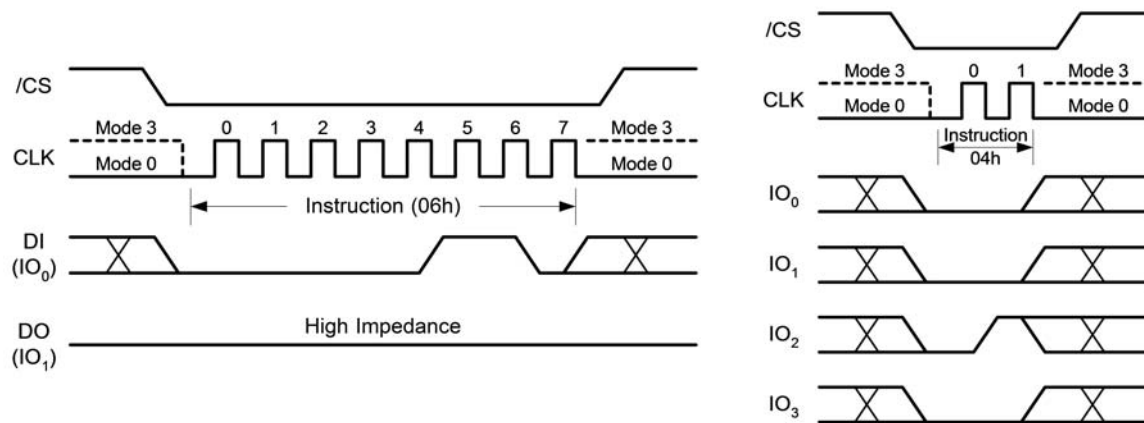 /CS
Mode 3 0 1 2 3 4 5 6 7 Mode 3
CLK
Mode 0 Mode 0
Instruction (06h)
DI
(IO0)
DO
(IO1)
High Impedance
/CS
Mode 3 0 1 Mode 3
CLK
Mode 0 Mode 0
Instruction
04h
IO0
IO1
IO2
IO3